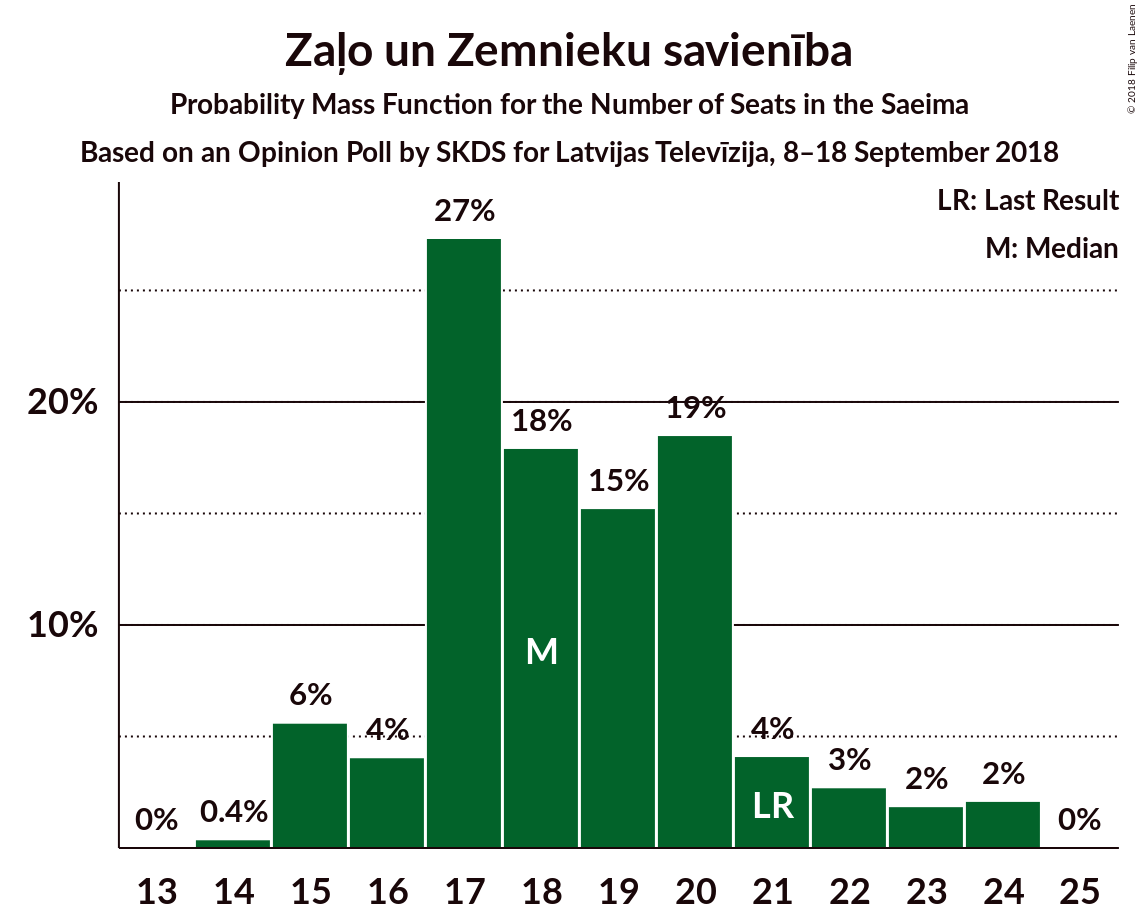 Zaļo un Zemnieku savienība
Probability Mass Function for the Number of Seats in the Saeima
Based on an Opinion Poll by SKDS for Latvijas Televīzija, 8–18 September 2018
© 2018 Filip van Laenen
LR: Last Result
M: Median
27%
20%
19%
18%
15%
10%
M
6%
4%
4%
3%
2%
2%
LR
0%
0.4%
0%
13 14 15 16 17 18 19 20 21 22 23 24 25